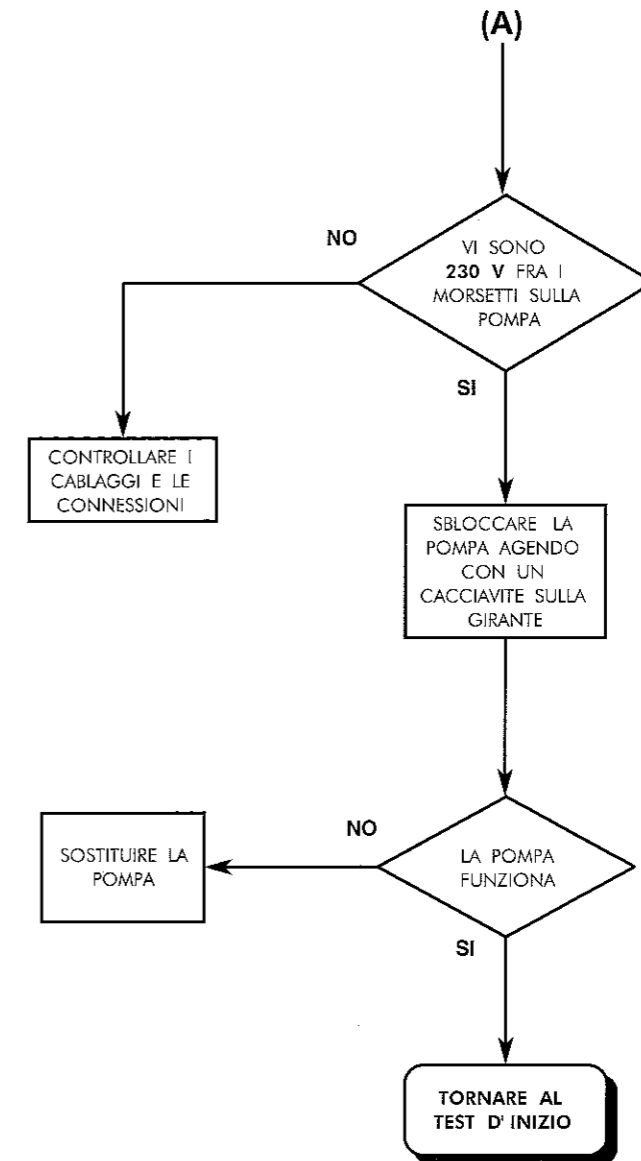 (A)
NO
VI SONO
230 V FRA I
MORSETTI SULLA
POMPA
SI
CONTROLLARE I
CABLAGGI E LE
CONNESSIONI
SBLOCCARE LA
POMPA AGENDO
CON UN
CACCIAVITE SULLA
GIRANTE
NO
SOSTITUIRE LA
POMPA
LA POMPA
FUNZIONA
SI
TORNARE AL
TEST D' INIZIO